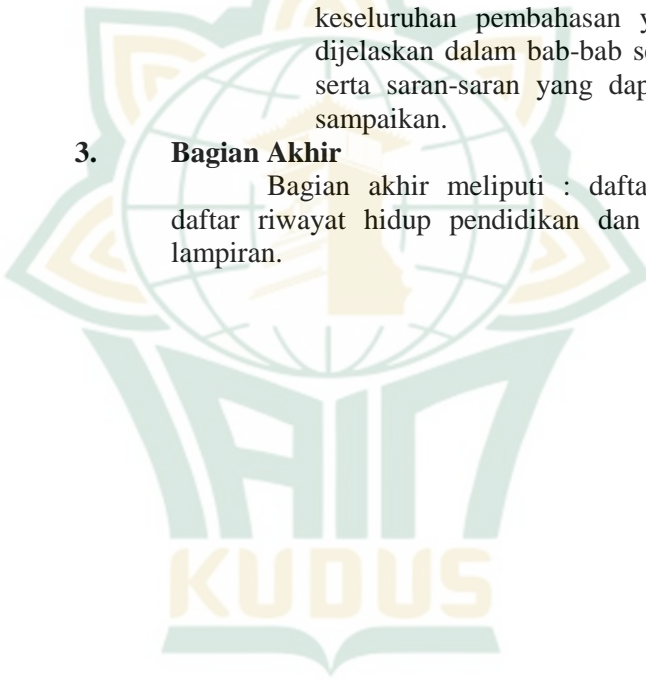 keseluruhan pembahasan
dijelaskan dalam bab-bab
serta saran-saran yang
sampaikan.
3. Bagian Akhir
Bagian akhir meliputi :
daftar riwayat hidup pendidikan dan
lampiran.
IAIN
KUDUS